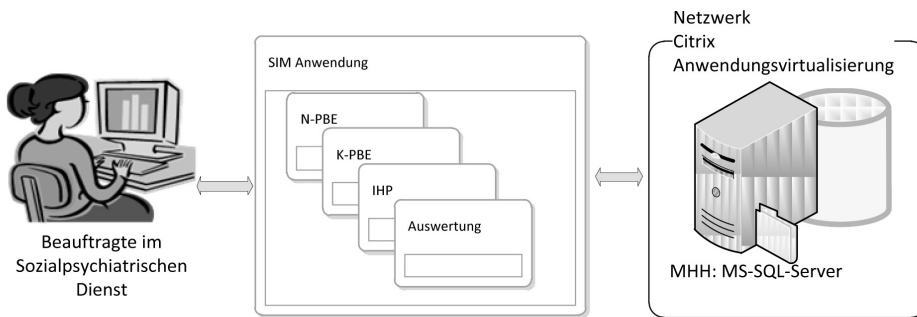 Beauftragte im
Sozialpsychiatrischen
Dienst
SIM Anwendung
N-PBE
K-PBE
IHP
Auswertung
Netzwerk
Citrix
Anwendungsvirtualisierung
MHH: MS-SQL-Server